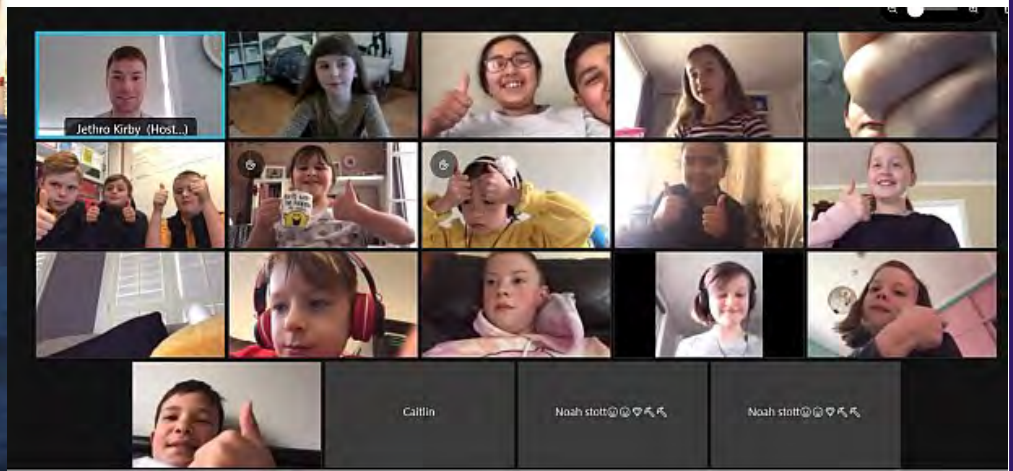 Jethro Kirby (Host...)
Caitlin
Noah stott😛😛💎⛏⛏
Noah stott😛😛💎⛏⛏